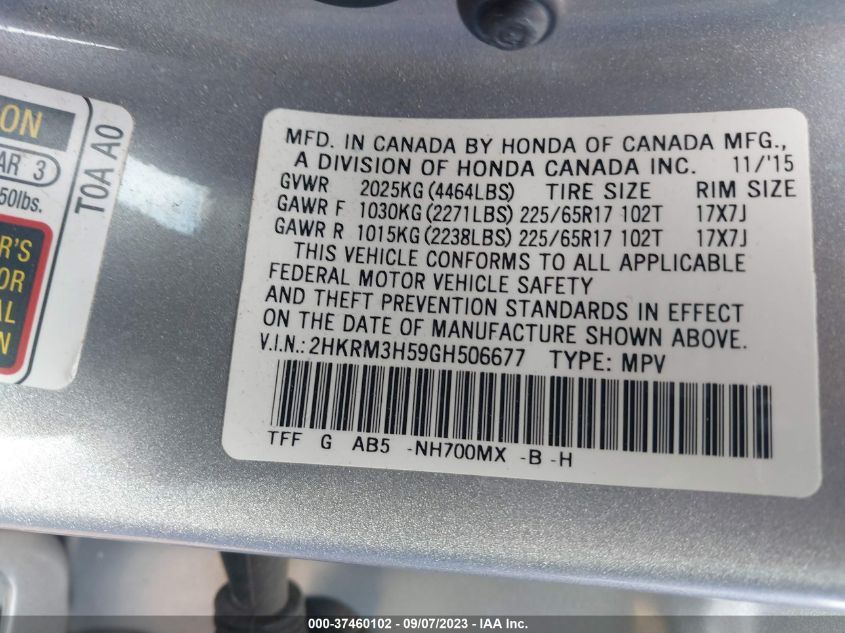 ON
AR 3
50lbs.
R'S
OR
AL
N
TOA A0
MFD. IN CANADA BY HONDA OF CANADA MFG.,
A DIVISION OF HONDA CANADA INC. 11/'15
GVWR 2025KG (4464LBS) TIRE SIZE RIM SIZE
GAWR F 1030KG (2271LBS) 225/65R17 102T 17X7J
GAWR R 1015KG (2238LBS) 225/65R17 102T 17X7J
THIS VEHICLE CONFORMS TO ALL APPLICABLE
FEDERAL MOTOR VEHICLE SAFETY
AND THEFT PREVENTION STANDARDS IN EFFECT
ON THE DATE OF MANUFACTURE SHOWN ABOVE.
V.I.N.: 2HKRM3H59GH506677 TYPE: MPV
TFF G AB5 -NH700MX -B -H
000-37460102 - 09/07/2023 - IAA Inc.